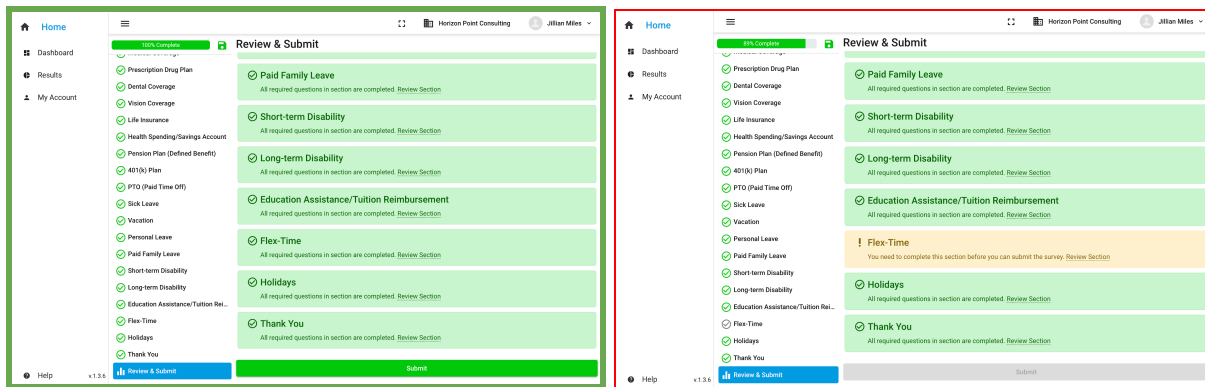 Home
Dashboard
Results
My Account
Help
v.1.3.6
Horizon Point Consulting
Jillian Miles
100% Complete
Review & Submit
Medical Coverage
Prescription Drug Plan
Dental Coverage
Vision Coverage
Life Insurance
Health Spending/Savings Account
Pension Plan (Defined Benefit)
401(k) Plan
PTO (Paid Time Off)
Sick Leave
Vacation
Personal Leave
Paid Family Leave
Short-term Disability
Long-term Disability
Education Assistance/Tuition Rei...
Flex-Time
Holidays
Thank You
Review & Submit
Paid Family Leave
All required questions in section are completed. Review Section
Short-term Disability
All required questions in section are completed. Review Section
Long-term Disability
All required questions in section are completed. Review Section
Education Assistance/Tuition Reimbursement
All required questions in section are completed. Review Section
Flex-Time
All required questions in section are completed. Review Section
Holidays
All required questions in section are completed. Review Section
Thank You
All required questions in section are completed. Review Section
Submit
Home
Dashboard
Results
My Account
Help
v.1.3.6
Horizon Point Consulting
Jillian Miles
89% Complete
Review & Submit
Medical Coverage
Prescription Drug Plan
Dental Coverage
Vision Coverage
Life Insurance
Health Spending/Savings Account
Pension Plan (Defined Benefit)
401(k) Plan
PTO (Paid Time Off)
Sick Leave
Vacation
Personal Leave
Paid Family Leave
Short-term Disability
Long-term Disability
Education Assistance/Tuition Rei...
Flex-Time
Holidays
Thank You
Review & Submit
Paid Family Leave
All required questions in section are completed. Review Section
Short-term Disability
All required questions in section are completed. Review Section
Long-term Disability
All required questions in section are completed. Review Section
Education Assistance/Tuition Reimbursement
All required questions in section are completed. Review Section
Flex-Time
You need to complete this section before you can submit the survey. Review Section
Holidays
All required questions in section are completed. Review Section
Thank You
All required questions in section are completed. Review Section
Submit